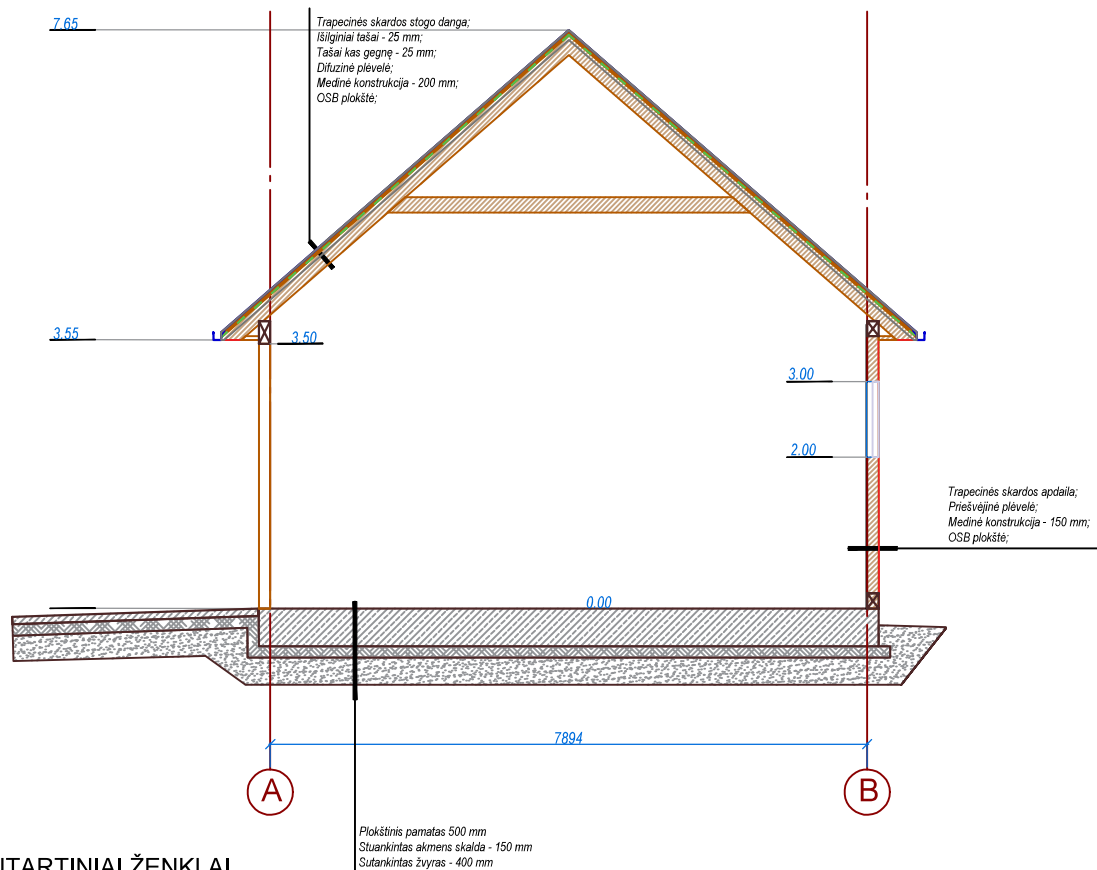 7.65
Trapecinės skardos stogo danga;
Išilginiai tašai - 25 mm;
Tašai kas gegnę - 25 mm;
Difuzinė plėvelė;
Medinė konstrukcija - 200 mm;
OSB plokštė;
3.55
3.50
3.00
2.00
Trapecinės skardos apdaila;
Priešvėjinė plėvelė;
Medinė konstrukcija - 150 mm;
OSB plokštė;
0.00
7894
A
B
Plokštinis pamatas 500 mm
Stuankintas akmens skalda - 150 mm
Sutankintas žvyras - 400 mm